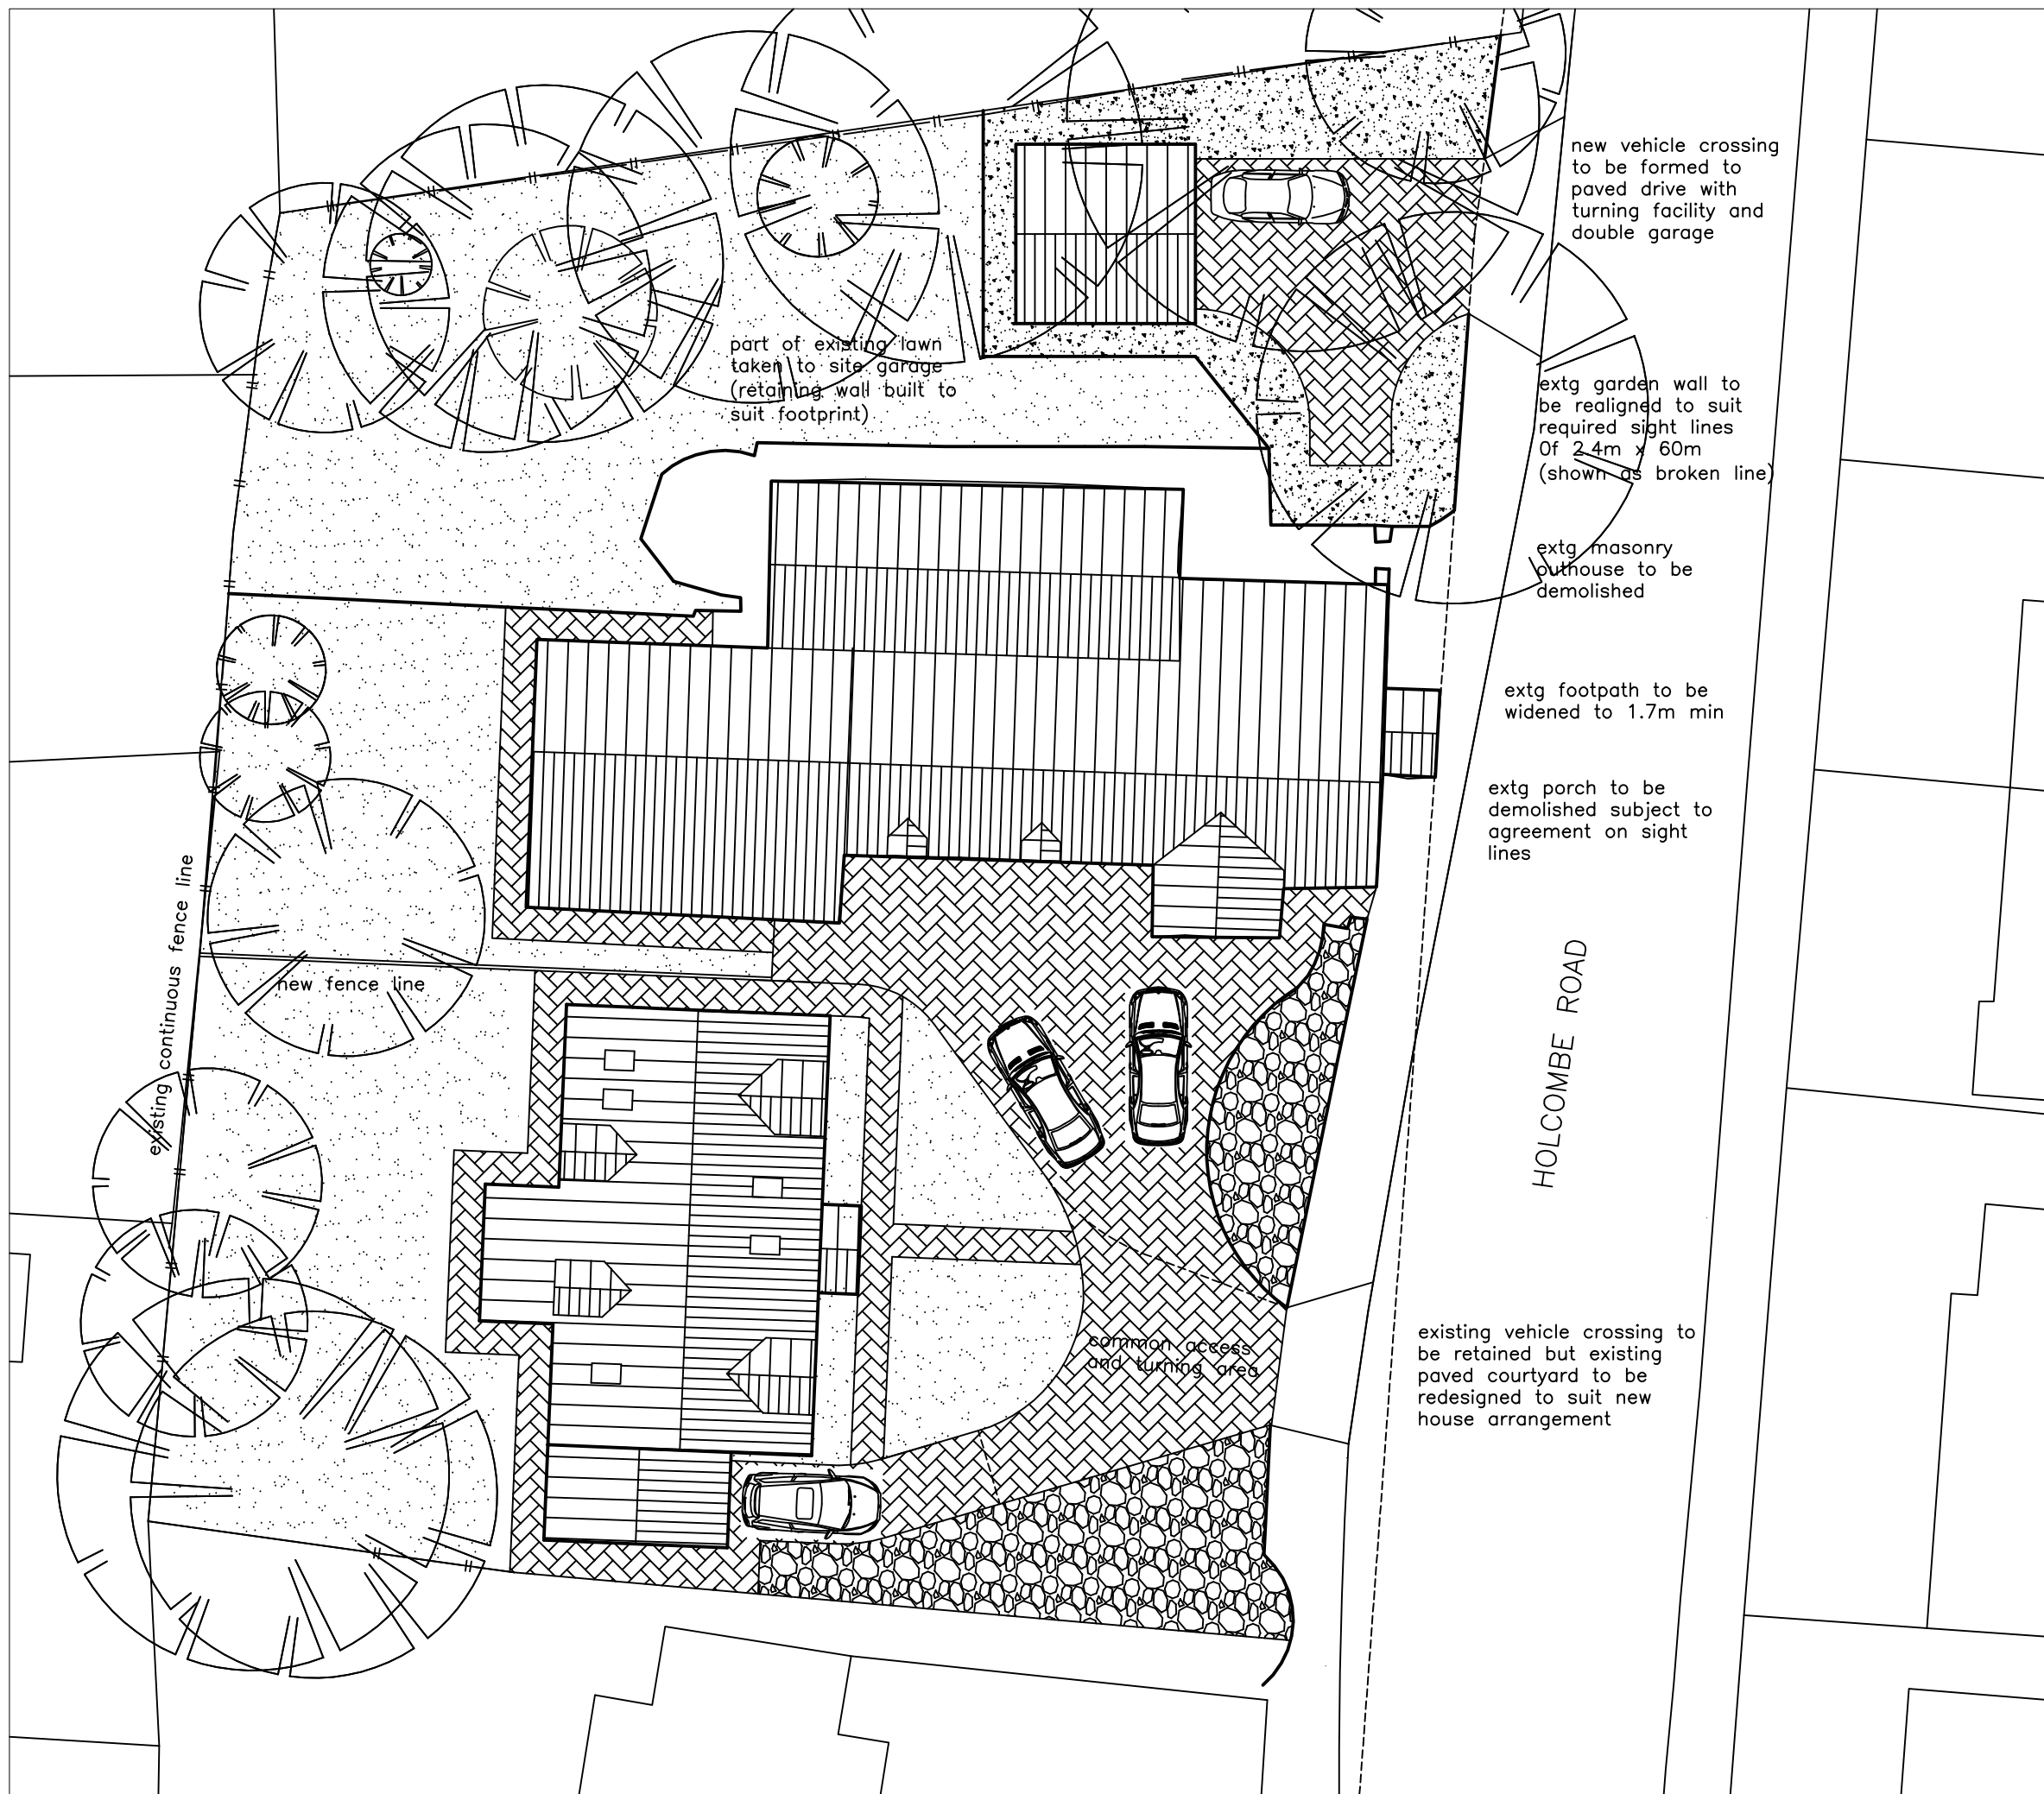 new vehicle crossing
to be formed to
paved drive with
turning facility and
double garage
part of existing lawn
taken to site garage
(retaining wall built to
suit footprint)
extg garden wall to
be realigned to suit
required sight lines
Of 2.4m x 60m
(shown as broken line)
extg masonry
outhouse to be
demolished
extg footpath to be
widened to 1.7m min
extg porch to be
demolished subject to
agreement on sight
lines
existing continuous fence line
new fence line
HOLCOMBE ROAD
common access
and turning area
existing vehicle crossing to
be retained but existing
paved courtyard to be
redesigned to suit new
house arrangement